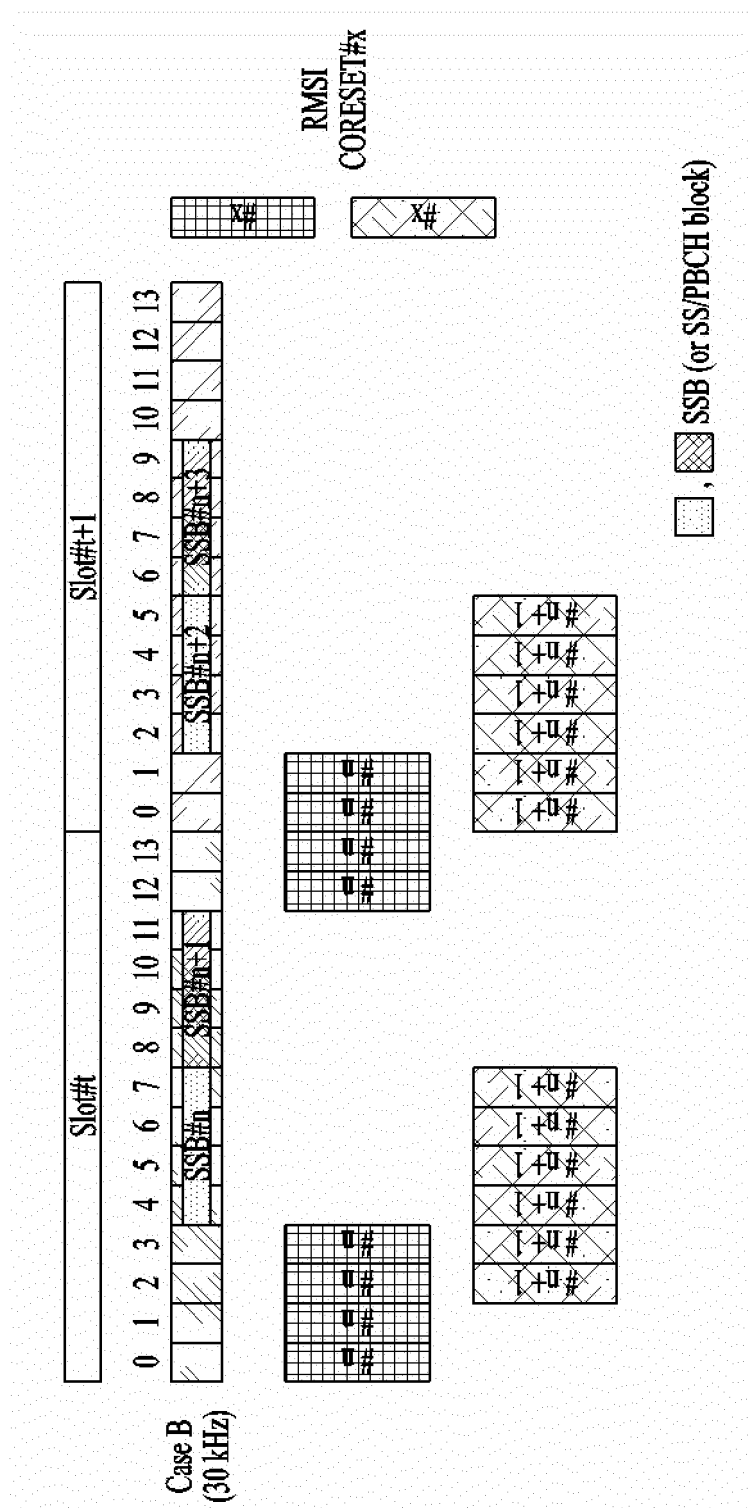 Slot#t Slot#t+1
0 1 2 3 4 5 6 7 8 9 10 11 12 13 0 1 2 3 4 5 6 7 8 9 10 11 12 13
Case B
(30 kHz)
SSB#n SSB#n+1 SSB#n+2 SSB#n+3
#x #x
RMSI
CORESET#x
#n #n #n #n #n #n #n #n
#n+1 #n+1 #n+1 #n+1 #n+1 #n+1 #n+1 #n+1 #n+1 #n+1 #n+1 #n+1
, SSB (or SS/PBCH block)